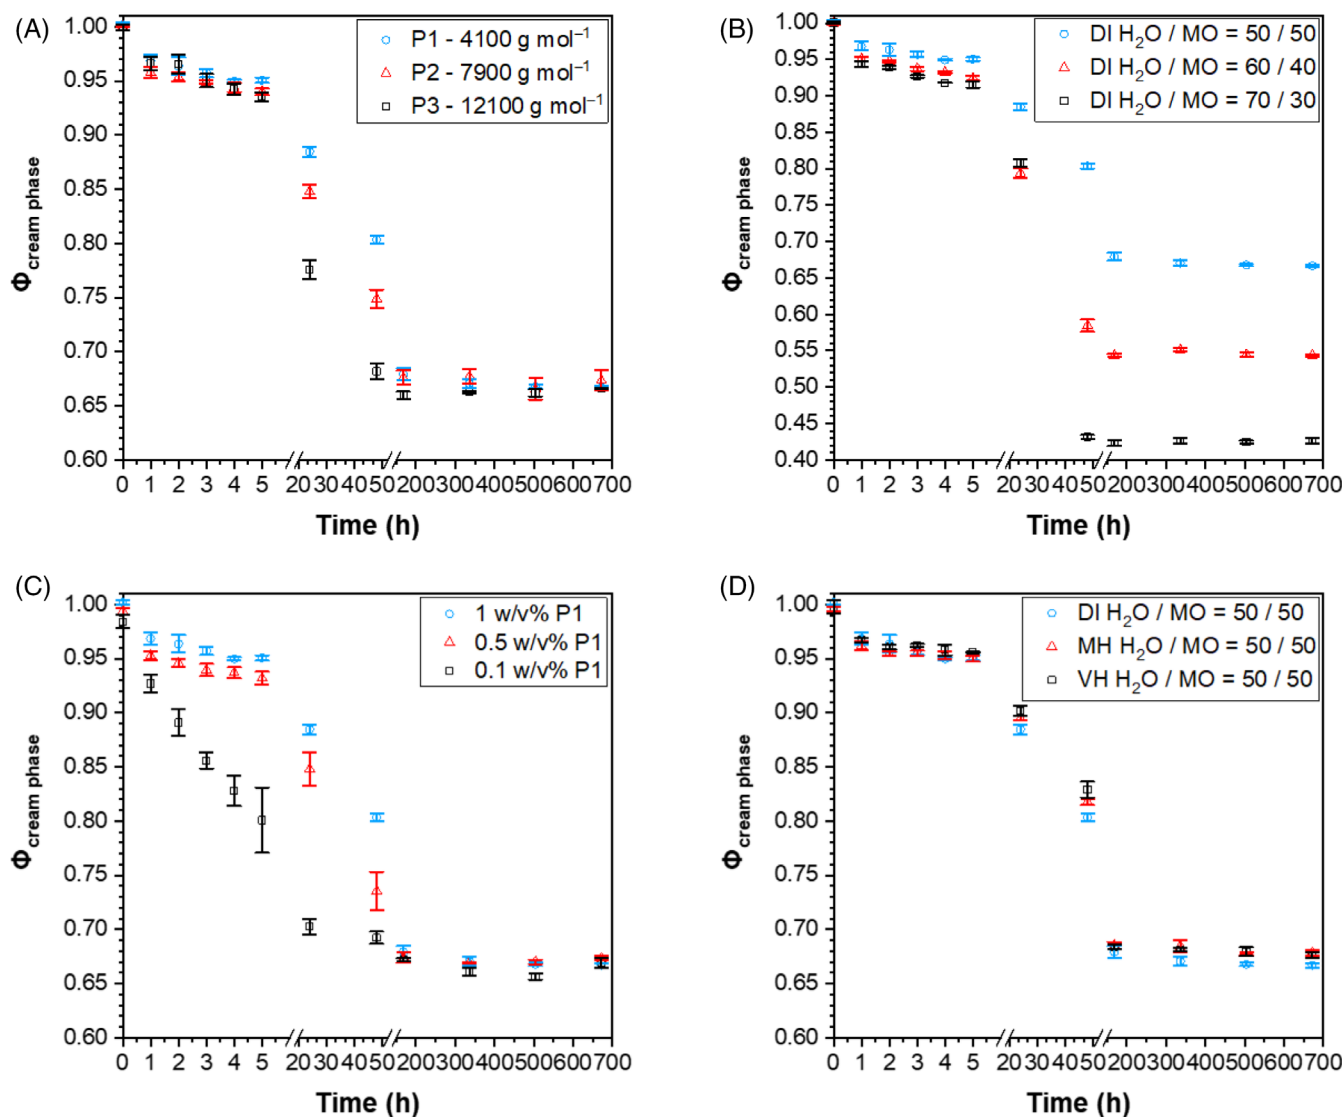 (A)
P1 - 4100 g mol⁻¹
P2 - 7900 g mol⁻¹
P3 - 12100 g mol⁻¹
1.00
0.95
0.90
0.85
0.80
0.75
0.70
0.65
0.60
Φcream phase
0 1 2 3 4 5 20 30 40 50 200 300 400 500 600 700
Time (h)
(B)
DI H₂O / MO = 50 / 50
DI H₂O / MO = 60 / 40
DI H₂O / MO = 70 / 30
1.00
0.95
0.90
0.85
0.80
0.75
0.70
0.65
0.60
0.55
0.50
0.45
0.40
Φcream phase
0 1 2 3 4 5 20 30 40 50 200 300 400 500 600 700
Time (h)
(C)
1 w/v% P1
0.5 w/v% P1
0.1 w/v% P1
1.00
0.95
0.90
0.85
0.80
0.75
0.70
0.65
0.60
Φcream phase
0 1 2 3 4 5 20 30 40 50 200 300 400 500 600 700
Time (h)
(D)
DI H₂O / MO = 50 / 50
MH H₂O / MO = 50 / 50
VH H₂O / MO = 50 / 50
1.00
0.95
0.90
0.85
0.80
0.75
0.70
0.65
0.60
Φcream phase
0 1 2 3 4 5 20 30 40 50 200 300 400 500 600 700
Time (h)